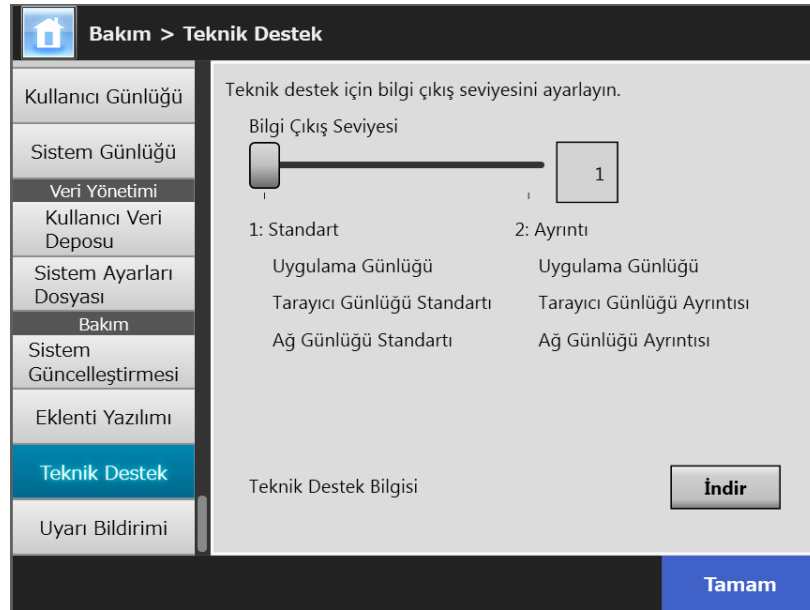 Bakım > Teknik Destek
Kullanıcı Günlüğü
Sistem Günlüğü
Veri Yönetimi
Kullanıcı Veri
Deposu
Sistem Ayarları
Dosyası
Bakım
Sistem
Güncelleştirmesi
Eklenti Yazılımı
Teknik Destek
Uyarı Bildirimi
Teknik destek için bilgi çıkış seviyesini ayarlayın.
Bilgi Çıkış Seviyesi
1
1: Standart
Uygulama Günlüğü
Tarayıcı Günlüğü Standartı
Ağ Günlüğü Standartı
2: Ayrıntı
Uygulama Günlüğü
Tarayıcı Günlüğü Ayrıntısı
Ağ Günlüğü Ayrıntısı
Teknik Destek Bilgisi
İndir
Tamam